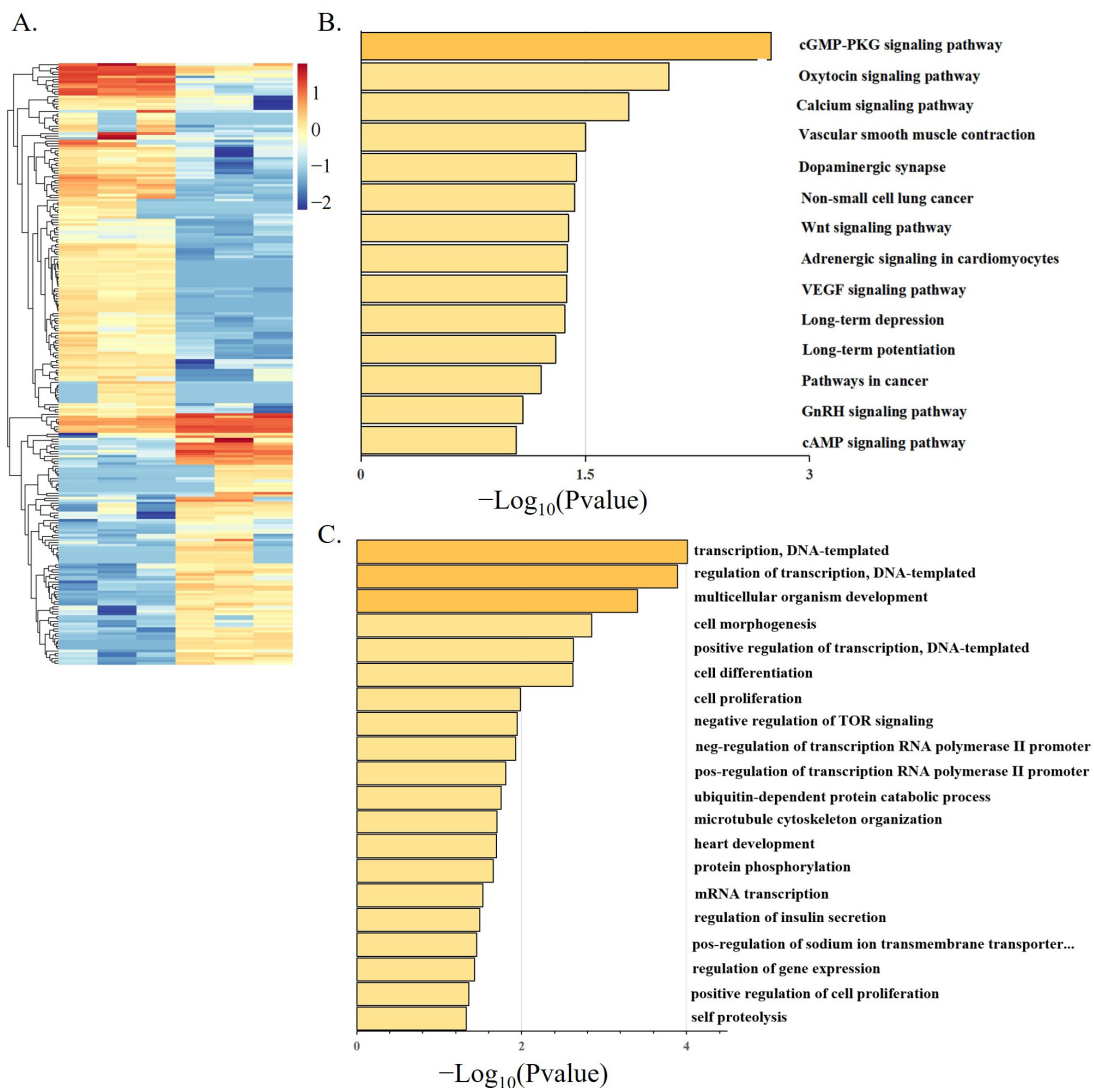 A.
1
0
−1
−2
B.
cGMP-PKG signaling pathway
Oxytocin signaling pathway
Calcium signaling pathway
Vascular smooth muscle contraction
Dopaminergic synapse
Non-small cell lung cancer
Wnt signaling pathway
Adrenergic signaling in cardiomyocytes
VEGF signaling pathway
Long-term depression
Long-term potentiation
Pathways in cancer
GnRH signaling pathway
cAMP signaling pathway
0 1.5 3
−Log10(Pvalue)
C.
transcription, DNA-templated
regulation of transcription, DNA-templated
multicellular organism development
cell morphogenesis
positive regulation of transcription, DNA-templated
cell differentiation
cell proliferation
negative regulation of TOR signaling
neg-regulation of transcription RNA polymerase II promoter
pos-regulation of transcription RNA polymerase II promoter
ubiquitin-dependent protein catabolic process
microtubule cytoskeleton organization
heart development
protein phosphorylation
mRNA transcription
regulation of insulin secretion
pos-regulation of sodium ion transmembrane transporter...
regulation of gene expression
positive regulation of cell proliferation
self proteolysis
0 2 4
−Log10(Pvalue)